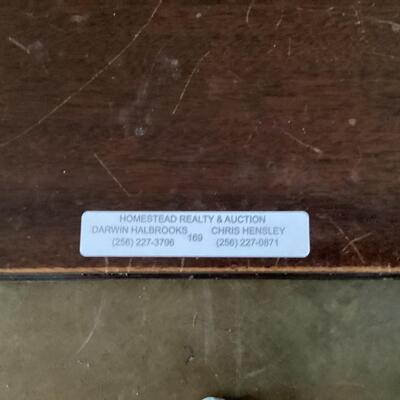 HOMESTEAD REALTY & AUCTION
DARWIN HALBROOKS 169 CHRIS HENSLEY
(256) 227-3796 (256) 227-0871